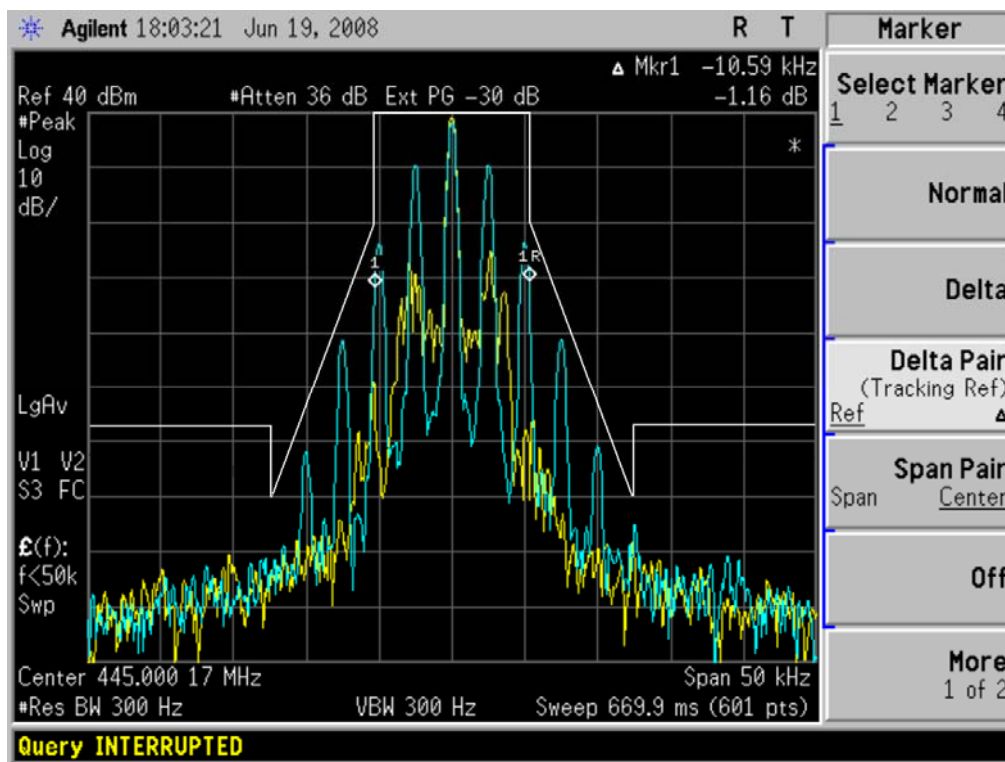 Agilent 18:03:21 Jun 19, 2008 R T
Δ Mkr1 -10.59 kHz
Ref 40 dBm #Atten 36 dB Ext PG -30 dB -1.16 dB
#Peak
Log
10
dB/
*
1
1R
LgAv
V1 V2
S3 FC
£(f):
f<50k
Swp
Center 445.000 17 MHz Span 50 kHz
#Res BW 300 Hz VBW 300 Hz Sweep 669.9 ms (601 pts)
Query INTERRUPTED
Marker
Select Marker
1 2 3 4
Normal
Delta
Delta Pair
(Tracking Ref)
Ref Δ
Span Pair
Span Center
Off
More
1 of 2